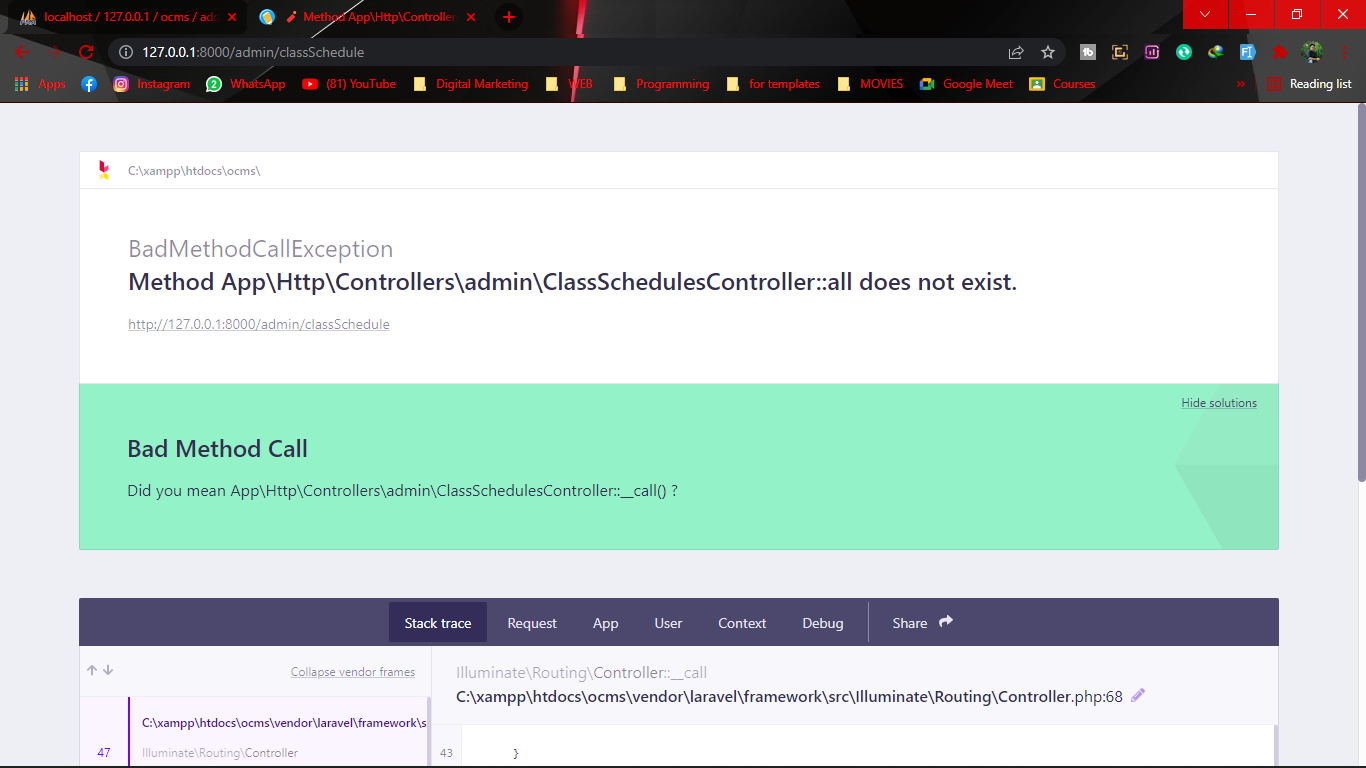 localhost / 127.0.0.1 / ocms / add
Method App\Http\Controller
127.0.0.1:8000/admin/classSchedule
Apps
Instagram
WhatsApp
(81) YouTube
Digital Marketing
WEB
Programming
for templates
MOVIES
Google Meet
Courses
»
Reading list
C:\xampp\htdocs\ocms\
BadMethodCallException
Method App\Http\Controllers\admin\ClassSchedulesController::all does not exist.
http://127.0.0.1:8000/admin/classSchedule
Hide solutions
Bad Method Call
Did you mean App\Http\Controllers\admin\ClassSchedulesController::__call() ?
Stack trace
Request
App
User
Context
Debug
Share
Collapse vendor frames
Illuminate\Routing\Controller::__call
C:\xampp\htdocs\ocms\vendor\laravel\framework\src\Illuminate\Routing\Controller.php:68
C:\xampp\htdocs\ocms\vendor\laravel\framework\s
47
Illuminate\Routing\Controller
43 }